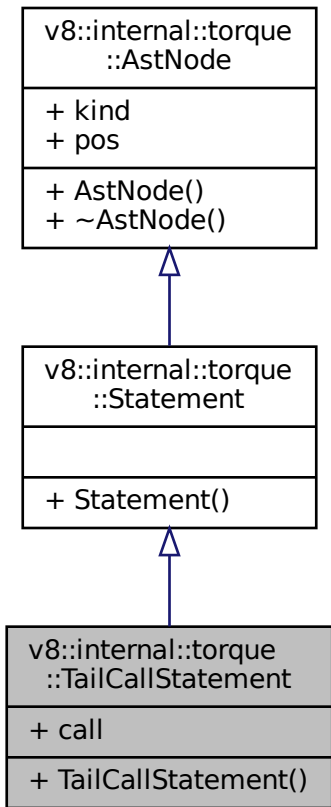 v8::internal::torque
::AstNode
+ kind
+ pos
+ AstNode()
+ ~AstNode()
v8::internal::torque
::Statement
+ Statement()
v8::internal::torque
::TailCallStatement
+ call
+ TailCallStatement()